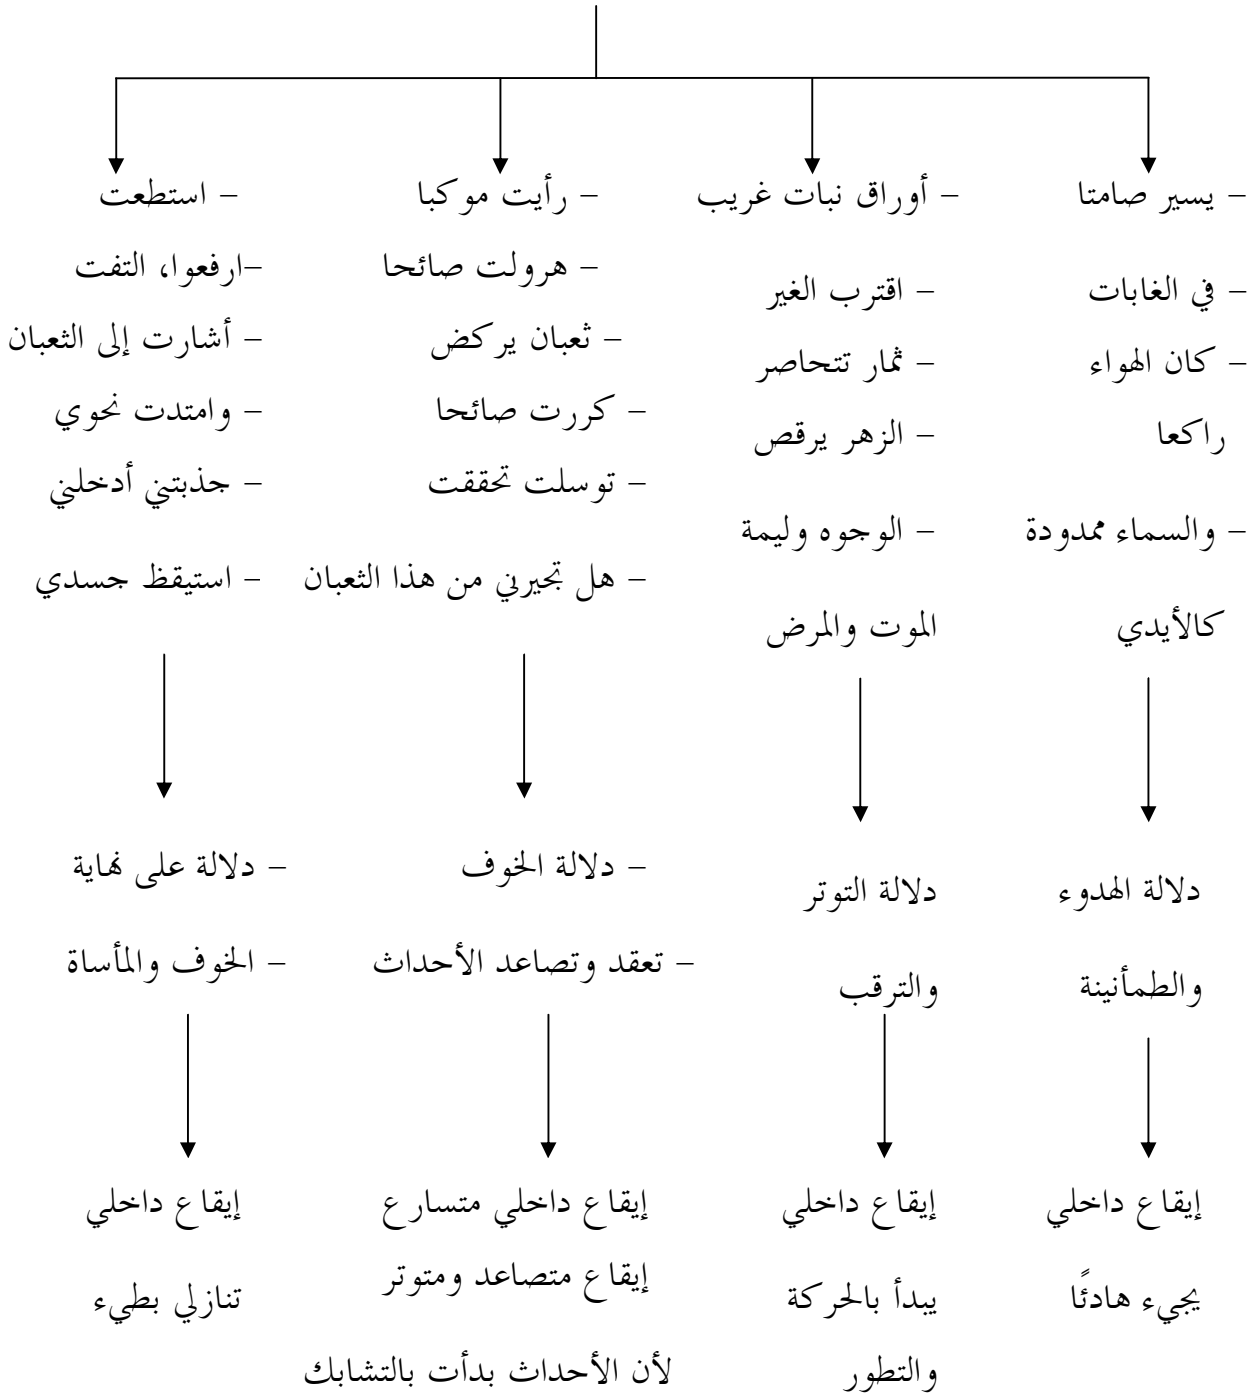 – يسير صامتا
– في الغابات
– كان الهواء
راكعا
– والسماء ممدودة
كالأيدي
دلالة الهدوء
والطمأنينة
إيقاع داخلي
يجيء هادئًا
– أوراق نبات غريب
– اقترب الغير
– ثمار تتحاصر
– الزهر يرقص
– الوجوه وليمة
الموت والمرض
دلالة التوتر
والترقب
إيقاع داخلي
يبدأ بالحركة
والتطور
– رأيت موكبا
– هرولت صائحا
– ثعبان يركض
– كررت صائحا
– توسلت تحققت
– هل تجيرني من هذا الثعبان
– دلالة الخوف
– تعقد وتصاعد الأحداث
إيقاع داخلي متسارع
إيقاع متصاعد ومتوتر
لأن الأحداث بدأت بالتشابك
– استطعت
–ارفعوا، التفت
– أشارت إلى الثعبان
– وامتدت نحوي
– جذبتني أدخلني
– استيقظ جسدي
– دلالة على نهاية
– الخوف والمأساة
إيقاع داخلي
تنازلي بطيء